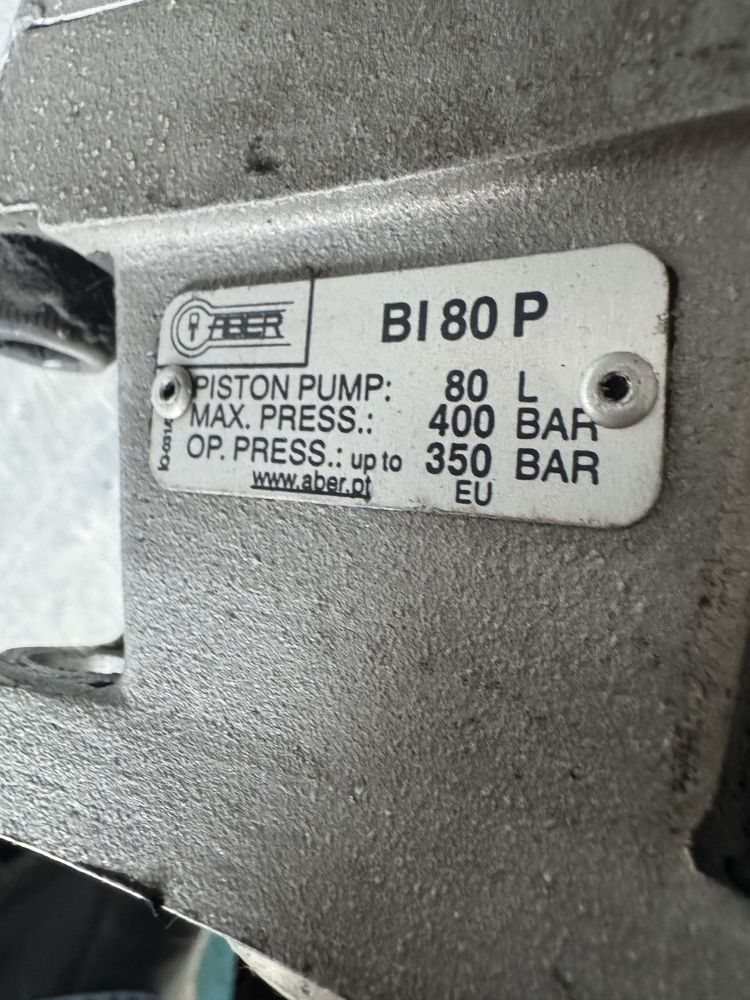 ABER
BI 80 P
PISTON PUMP: 80 L
MAX. PRESS.: 400 BAR
OP. PRESS.: up to 350 BAR
www.aber.pt EU